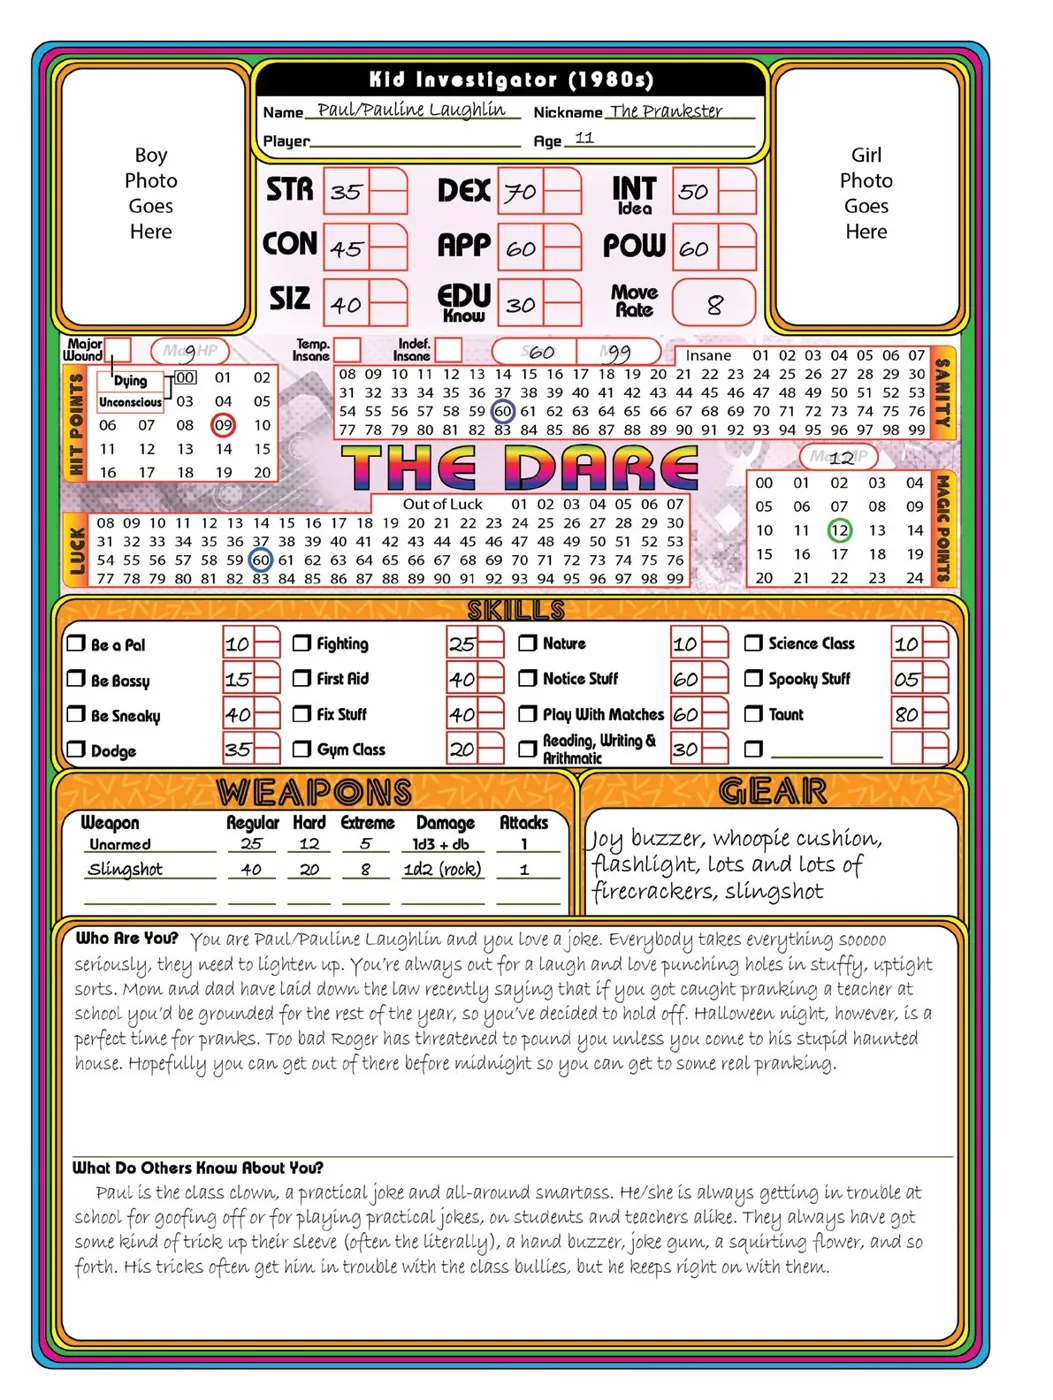 Kid Investigator (1980s)
Name Paul/Pauline Laughlin Nickname The Prankster
Player Age 11
Boy
Photo
Goes
Here
Girl
Photo
Goes
Here
STR 35 DEX 70 INT Idea 50
CON 45 APP 60 POW 60
SIZ 40 EDU Know 30 Move Rate 8
Major Wound 9 Temp. Insane Indef. Insane 60 99
HIT POINTS
Dying 00 01 02
Unconscious 03 04 05
06 07 08 09 10
11 12 13 14 15
16 17 18 19 20
SANITY
Insane 01 02 03 04 05 06 07
08 09 10 11 12 13 14 15 16 17 18 19 20 21 22 23 24 25 26 27 28 29 30
31 32 33 34 35 36 37 38 39 40 41 42 43 44 45 46 47 48 49 50 51 52 53
54 55 56 57 58 59 60 61 62 63 64 65 66 67 68 69 70 71 72 73 74 75 76
77 78 79 80 81 82 83 84 85 86 87 88 89 90 91 92 93 94 95 96 97 98 99
THE DARE
LUCK
Out of Luck 01 02 03 04 05 06 07
08 09 10 11 12 13 14 15 16 17 18 19 20 21 22 23 24 25 26 27 28 29 30
31 32 33 34 35 36 37 38 39 40 41 42 43 44 45 46 47 48 49 50 51 52 53
54 55 56 57 58 59 60 61 62 63 64 65 66 67 68 69 70 71 72 73 74 75 76
77 78 79 80 81 82 83 84 85 86 87 88 89 90 91 92 93 94 95 96 97 98 99
12
MAGIC POINTS
00 01 02 03 04
05 06 07 08 09
10 11 12 13 14
15 16 17 18 19
20 21 22 23 24
SKILLS
Be a Pal 10 Fighting 25 Nature 10 Science Class 10
Be Bossy 15 First Aid 40 Notice Stuff 60 Spooky Stuff 05
Be Sneaky 40 Fix Stuff 40 Play With Matches 60 Taunt 80
Dodge 35 Gym Class 20 Reading, Writing & Arithmatic 30
WEAPONS
Weapon Regular Hard Extreme Damage Attacks
Unarmed 25 12 5 1d3 + db 1
Slingshot 40 20 8 1d2 (rock) 1
GEAR
Joy buzzer, whoopie cushion,
flashlight, lots and lots of
firecrackers, slingshot
Who Are You? You are Paul/Pauline Laughlin and you love a joke. Everybody takes everything sooooo
seriously, they need to lighten up. You're always out for a laugh and love punching holes in stuffy, uptight
sorts. Mom and dad have laid down the law recently saying that if you got caught pranking a teacher at
school you'd be grounded for the rest of the year, so you've decided to hold off. Halloween night, however, is a
perfect time for pranks. Too bad Roger has threatened to pound you unless you come to his stupid haunted
house. Hopefully you can get out of there before midnight so you can get to some real pranking.
What Do Others Know About You?
Paul is the class clown, a practical joke and all-around smartass. He/she is always getting in trouble at
school for goofing off or for playing practical jokes, on students and teachers alike. They always have got
some kind of trick up their sleeve (often the literally), a hand buzzer, joke gum, a squirting flower, and so
forth. His tricks often get him in trouble with the class bullies, but he keeps right on with them.